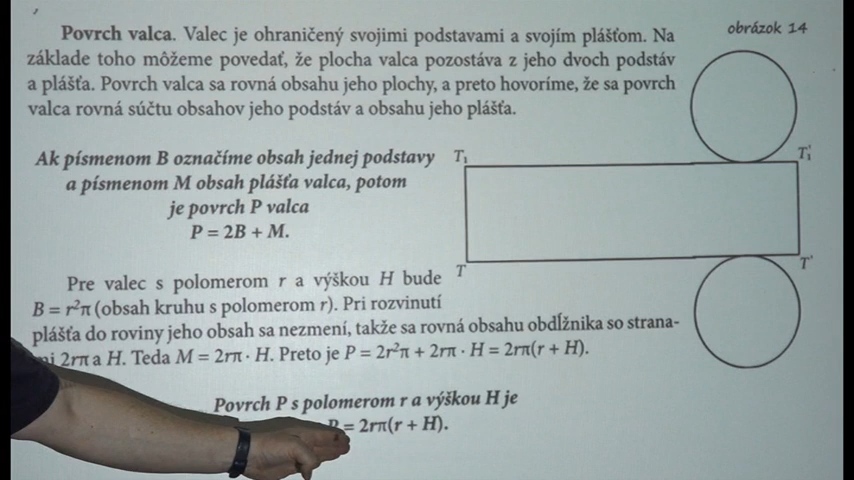 Povrch valca. Valec je ohraničený svojimi podstavami a svojím plášťom. Na
základe toho môžeme povedať, že plocha valca pozostáva z jeho dvoch podstáv
a plášťa. Povrch valca sa rovná obsahu jeho plochy, a preto hovoríme, že sa povrch
valca rovná súčtu obsahov jeho podstáv a obsahu jeho plášťa.
obrázok 14
Ak písmenom B označíme obsah jednej podstavy
a písmenom M obsah plášťa valca, potom
je povrch P valca
P = 2B + M.
T₁
T₁'
T
T'
Pre valec s polomerom r a výškou H bude
B = r²π (obsah kruhu s polomerom r). Pri rozvinutí
plášťa do roviny jeho obsah sa nezmení, takže sa rovná obsahu obdĺžnika so strana-
mi 2rπ a H. Teda M = 2rπ · H. Preto je P = 2r²π + 2rπ · H = 2rπ(r + H).
Povrch P s polomerom r a výškou H je
P = 2rπ(r + H).